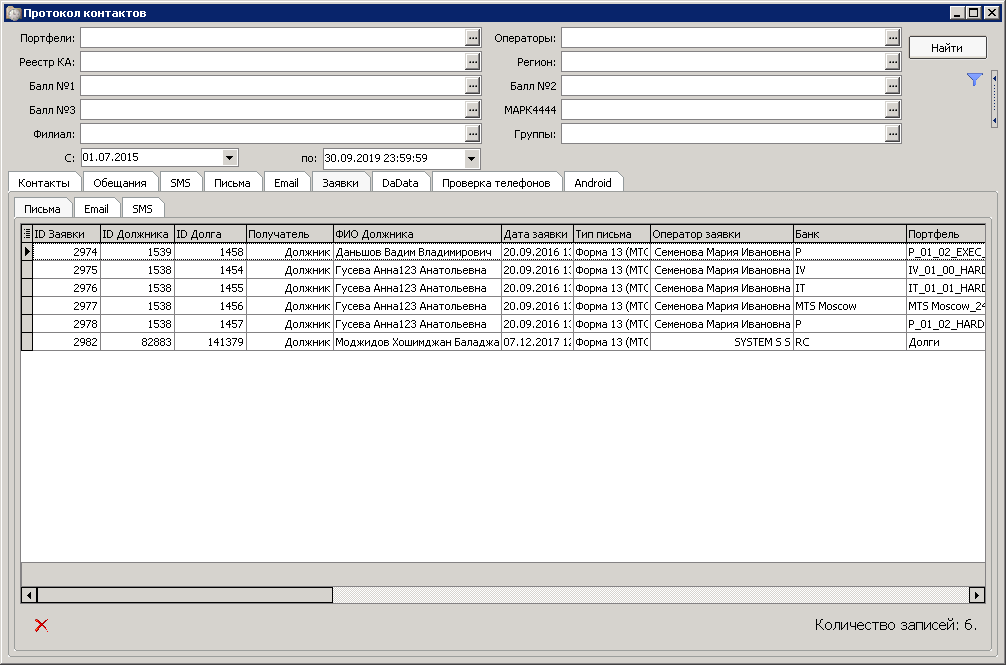 Протокол контактов
Портфели: ... Операторы: ... Найти
Реестр КА: ... Регион: ...
Балл №1 ... Балл №2 ...
Балл №3 ... МАРК4444 ...
Филиал: ... Группы: ...
С: 01.07.2015 по: 30.09.2019 23:59:59
Контакты Обещания SMS Письма Email Заявки DaData Проверка телефонов Android
Письма Email SMS
ID Заявки ID Должника ID Долга Получатель ФИО Должника Дата заявки Тип письма Оператор заявки Банк Портфель
2974 1539 1458 Должник Даньшов Вадим Владимирович 20.09.2016 13 Форма 13 (МТС Семенова Мария Ивановна P P_01_02_EXEC_
2975 1538 1454 Должник Гусева Анна123 Анатольевна 20.09.2016 13 Форма 13 (МТС Семенова Мария Ивановна IV IV_01_00_HARD
2976 1538 1455 Должник Гусева Анна123 Анатольевна 20.09.2016 13 Форма 13 (МТС Семенова Мария Ивановна IT IT_01_01_HARD
2977 1538 1456 Должник Гусева Анна123 Анатольевна 20.09.2016 13 Форма 13 (МТС Семенова Мария Ивановна MTS Moscow MTS Moscow_24
2978 1538 1457 Должник Гусева Анна123 Анатольевна 20.09.2016 13 Форма 13 (МТС Семенова Мария Ивановна P P_01_02_HARD
2982 82883 141379 Должник Моджидов Хошимджан Баладжа 07.12.2017 12 Форма 13 (МТС SYSTEM S S RC Долги
Количество записей: 6.